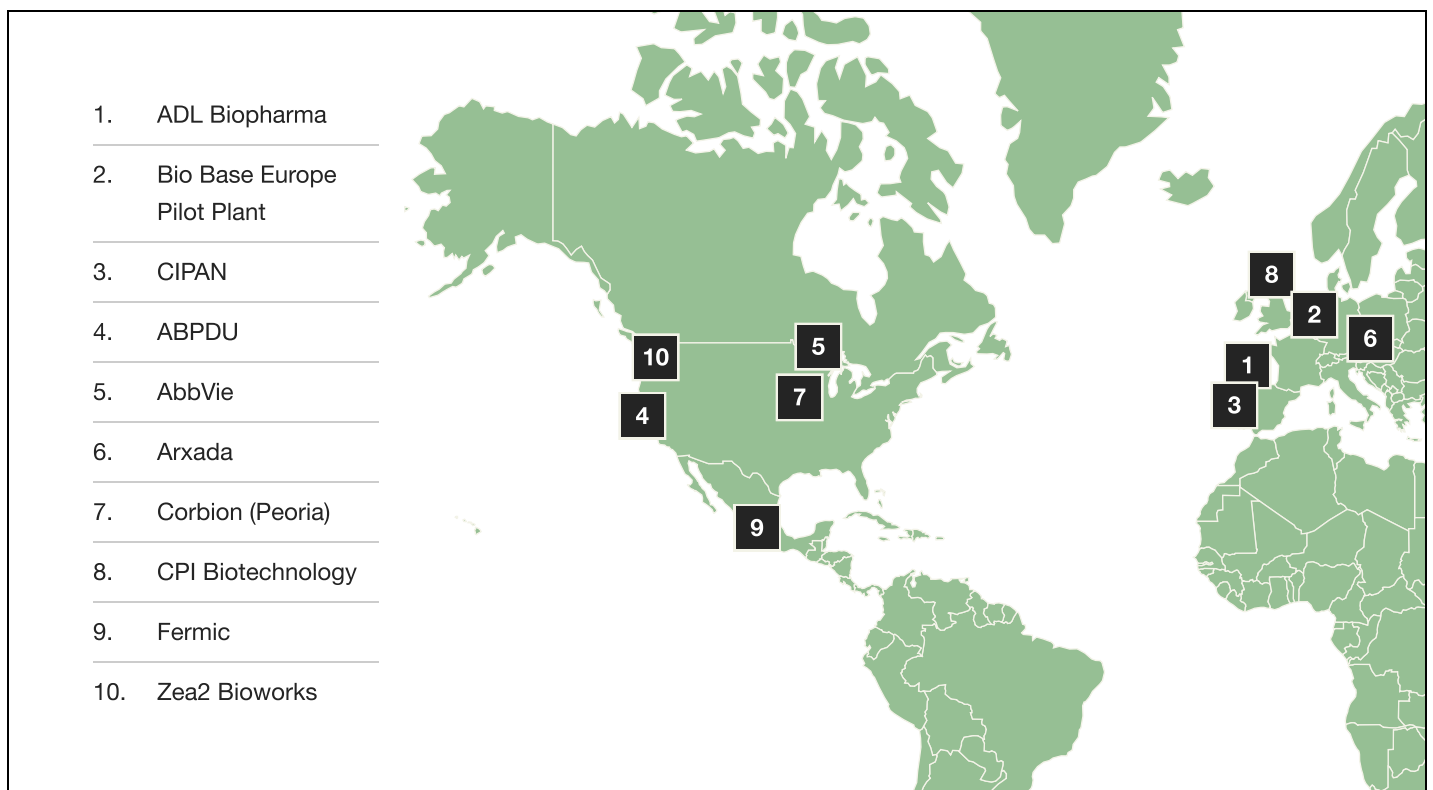 1. ADL Biopharma
2. Bio Base Europe
Pilot Plant
3. CIPAN
4. ABPDU
5. AbbVie
6. Arxada
7. Corbion (Peoria)
8. CPI Biotechnology
9. Fermic
10. Zea2 Bioworks
8
2
6
1
3
10
5
7
4
9